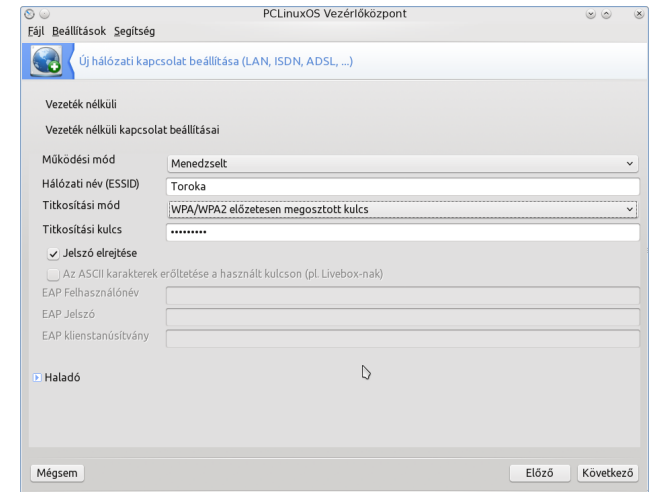 PCLinuxOS Vezérlőközpont
Fájl Beállítások Segítség
Új hálózati kapcsolat beállítása (LAN, ISDN, ADSL, ...)
Vezeték nélküli
Vezeték nélküli kapcsolat beállításai
Működési mód Menedzselt
Hálózati név (ESSID) Toroka
Titkosítási mód WPA/WPA2 előzetesen megosztott kulcs
Titkosítási kulcs •••••••••
Jelszó elrejtése
Az ASCII karakterek erőltetése a használt kulcson (pl. Livebox-nak)
EAP Felhasználónév
EAP Jelszó
EAP klienstanúsítvány
Haladó
Mégsem Előző Következő